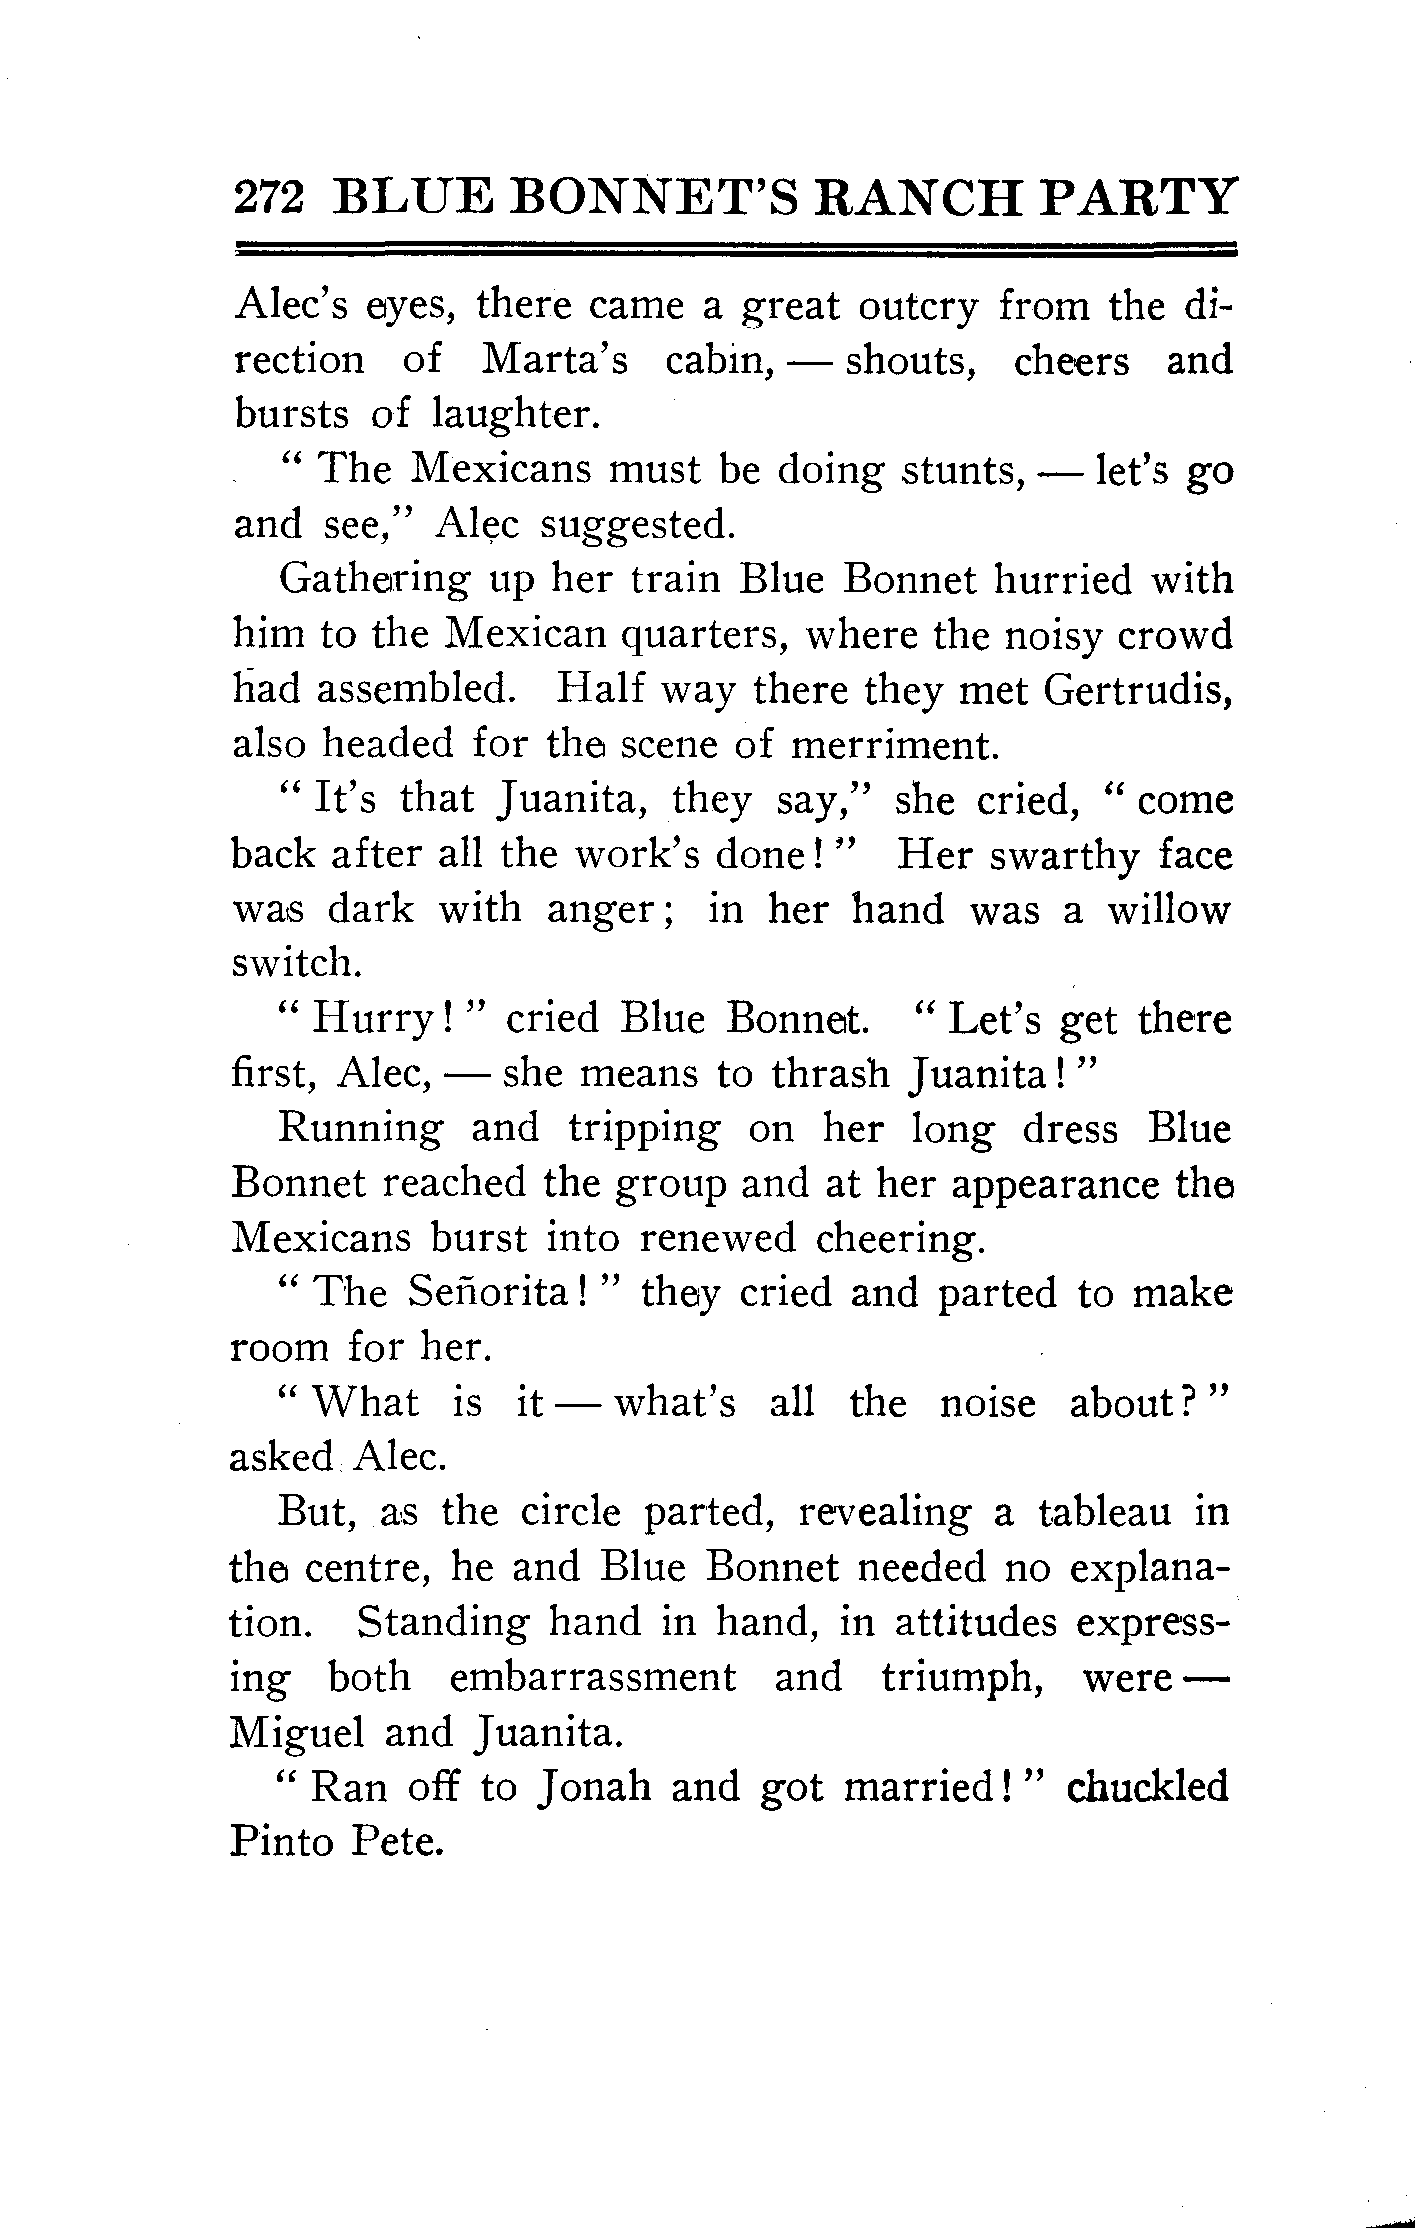 272 BLUE BONNET'S RANCH PARTY
Alec's eyes, there came a great outcry from the di-
rection of Marta's cabin, — shouts, cheers and
bursts of laughter.
“ The Mexicans must be doing stunts, — let's go
and see,” Alec suggested.
Gathering up her train Blue Bonnet hurried with
him to the Mexican quarters, where the noisy crowd
had assembled. Half way there they met Gertrudis,
also headed for the scene of merriment.
“ It's that Juanita, they say,” she cried, “ come
back after all the work's done! ” Her swarthy face
was dark with anger; in her hand was a willow
switch.
“ Hurry! ” cried Blue Bonnet. “ Let's get there
first, Alec, — she means to thrash Juanita! ”
Running and tripping on her long dress Blue
Bonnet reached the group and at her appearance the
Mexicans burst into renewed cheering.
“ The Señorita! ” they cried and parted to make
room for her.
“ What is it — what's all the noise about? ”
asked Alec.
But, as the circle parted, revealing a tableau in
the centre, he and Blue Bonnet needed no explana-
tion. Standing hand in hand, in attitudes express-
ing both embarrassment and triumph, were —
Miguel and Juanita.
“ Ran off to Jonah and got married! ” chuckled
Pinto Pete.